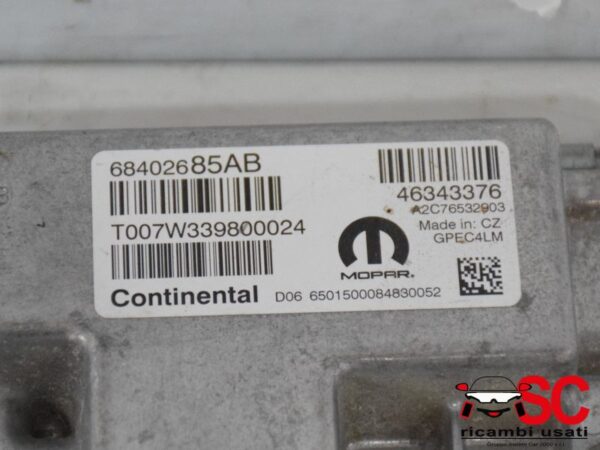 68402685AB
46343376
A2C76532903
T007W339800024
Made in: CZ
GPEC4LM
MOPAR
Continental
D06 6501500084830052
SC
ricambi usati